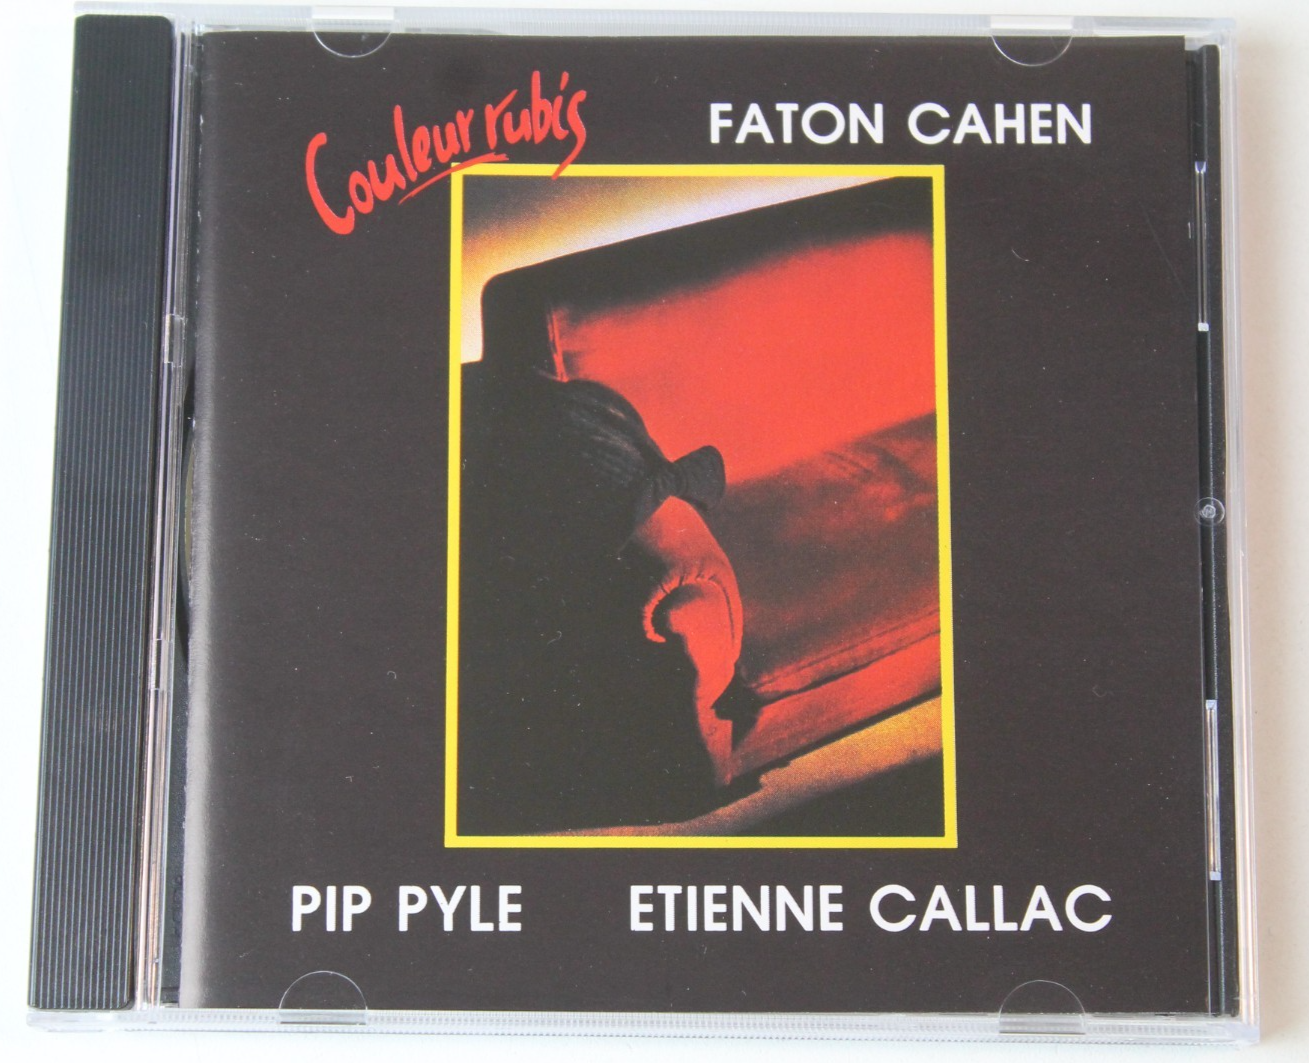 Couleur rubis
FATON CAHEN
PIP PYLE
ETIENNE CALLAC